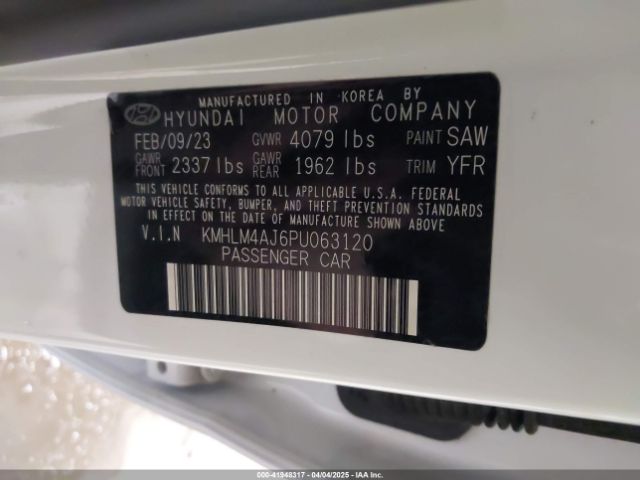 MANUFACTURED IN KOREA BY
HYUNDAI MOTOR COMPANY
FEB/09/23 GVWR 4079 lbs PAINT SAW
GAWR FRONT 2337 lbs GAWR REAR 1962 lbs TRIM YFR
THIS VEHICLE CONFORMS TO ALL APPLICABLE U.S.A. FEDERAL
MOTOR VEHICLE SAFETY, BUMPER, AND THEFT PREVENTION STANDARDS
IN EFFECT ON THE DATE OF MANUFACTURE SHOWN ABOVE
V.I.N KMHLM4AJ6PU063120
PASSENGER CAR
000-41948317 - 04/04/2025 - IAAI, Inc.